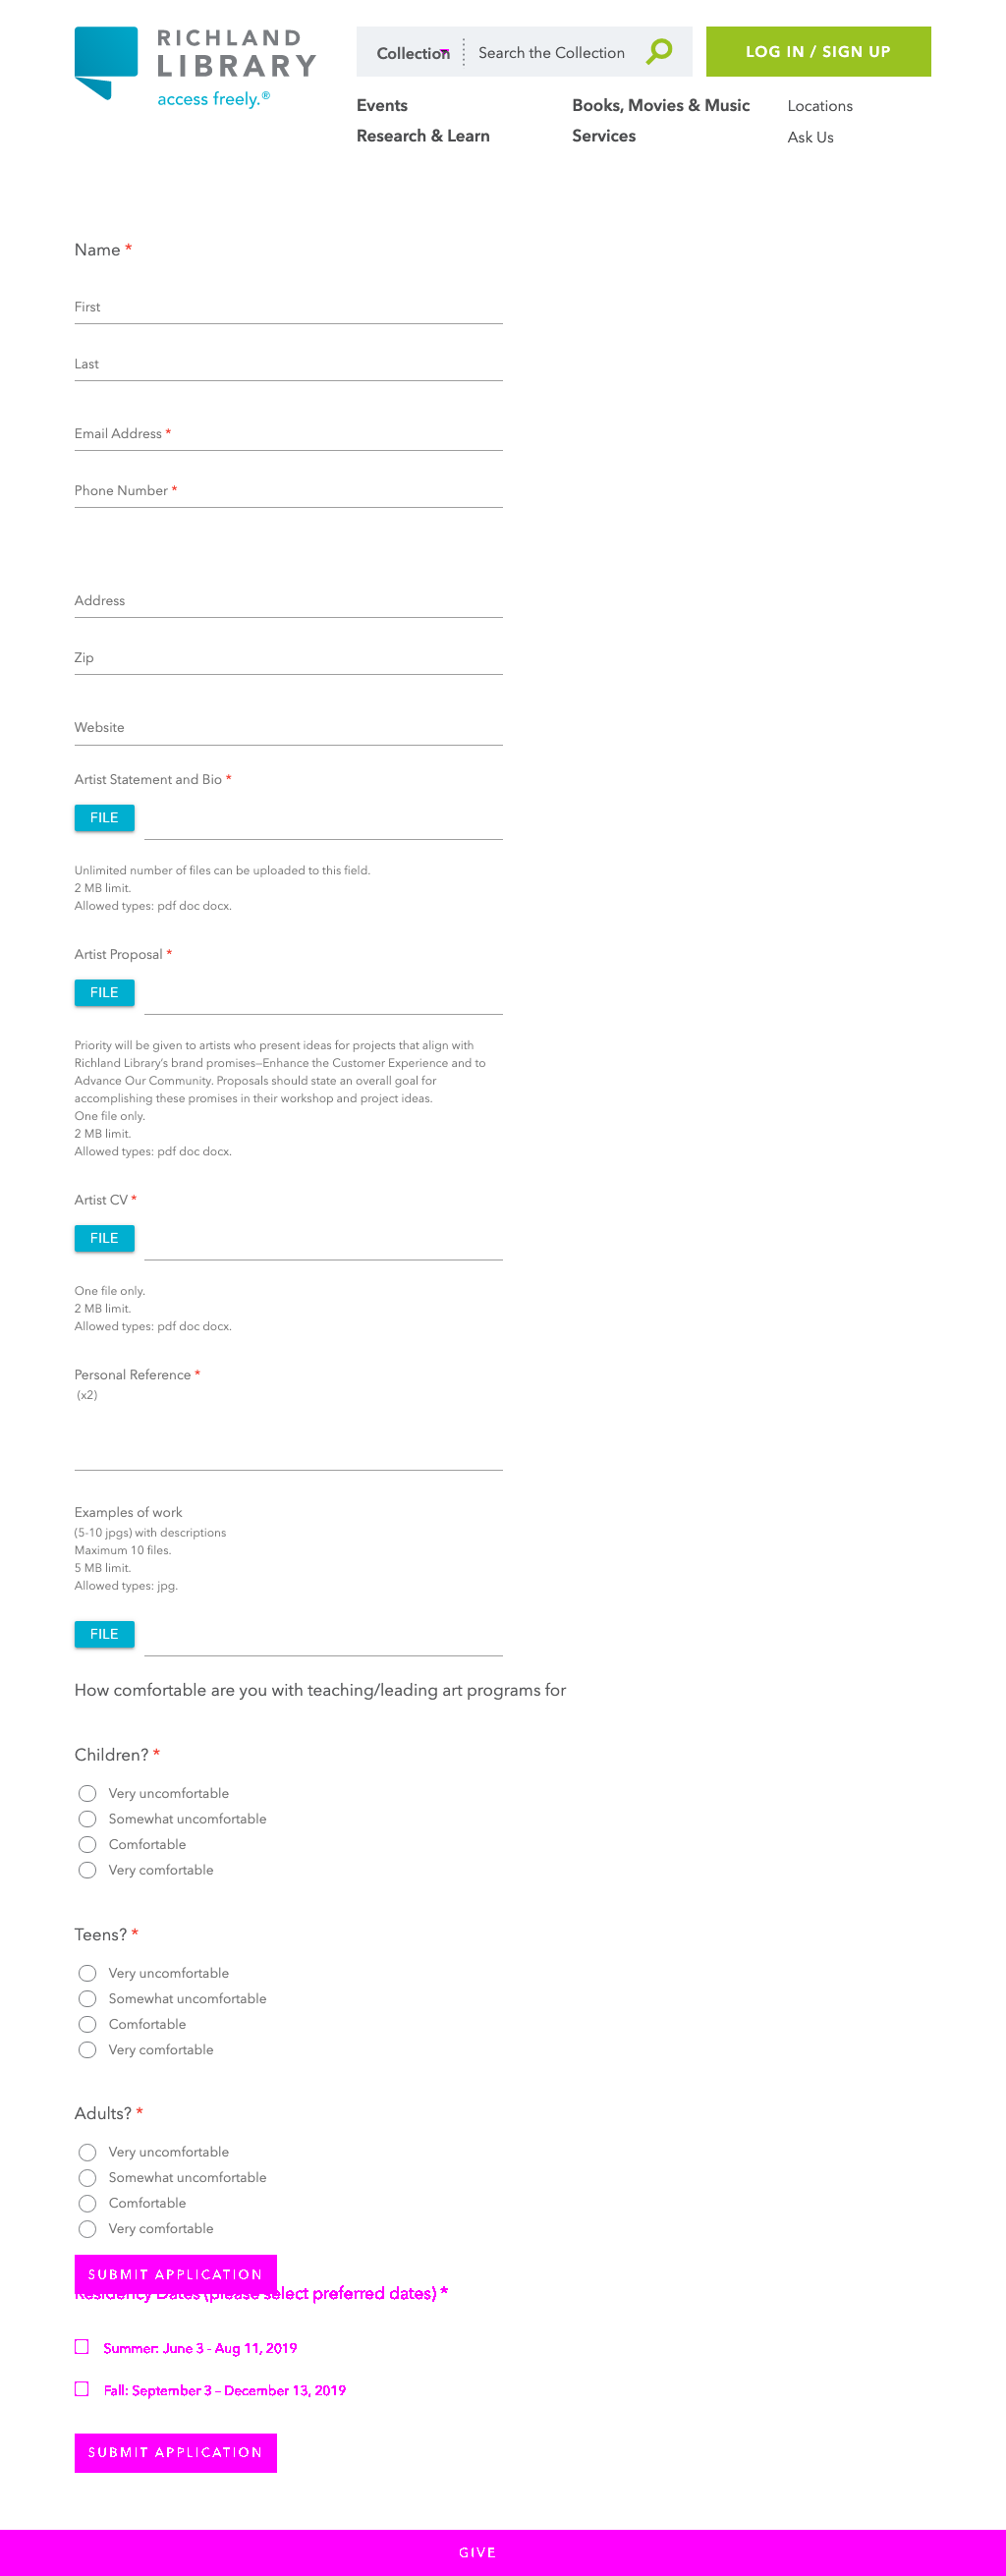 RICHLAND
LIBRARY
access freely.®
Collection
Search the Collection
LOG IN / SIGN UP
Events
Books, Movies & Music
Locations
Research & Learn
Services
Ask Us
Name *
First
Last
Email Address *
Phone Number *
Address
Zip
Website
Artist Statement and Bio *
FILE
Unlimited number of files can be uploaded to this field.
2 MB limit.
Allowed types: pdf doc docx.
Artist Proposal *
FILE
Priority will be given to artists who present ideas for projects that align with
Richland Library's brand promises—Enhance the Customer Experience and to
Advance Our Community. Proposals should state an overall goal for
accomplishing these promises in their workshop and project ideas.
One file only.
2 MB limit.
Allowed types: pdf doc docx.
Artist CV *
FILE
One file only.
2 MB limit.
Allowed types: pdf doc docx.
Personal Reference *
(x2)
Examples of work
(5-10 jpgs) with descriptions
Maximum 10 files.
5 MB limit.
Allowed types: jpg.
FILE
How comfortable are you with teaching/leading art programs for
Children? *
Very uncomfortable
Somewhat uncomfortable
Comfortable
Very comfortable
Teens? *
Very uncomfortable
Somewhat uncomfortable
Comfortable
Very comfortable
Adults? *
Very uncomfortable
Somewhat uncomfortable
Comfortable
Very comfortable
SUBMIT APPLICATION
Residency Dates (please select preferred dates) *
Summer: June 3 - Aug 11, 2019
Fall: September 3 – December 13, 2019
SUBMIT APPLICATION
GIVE